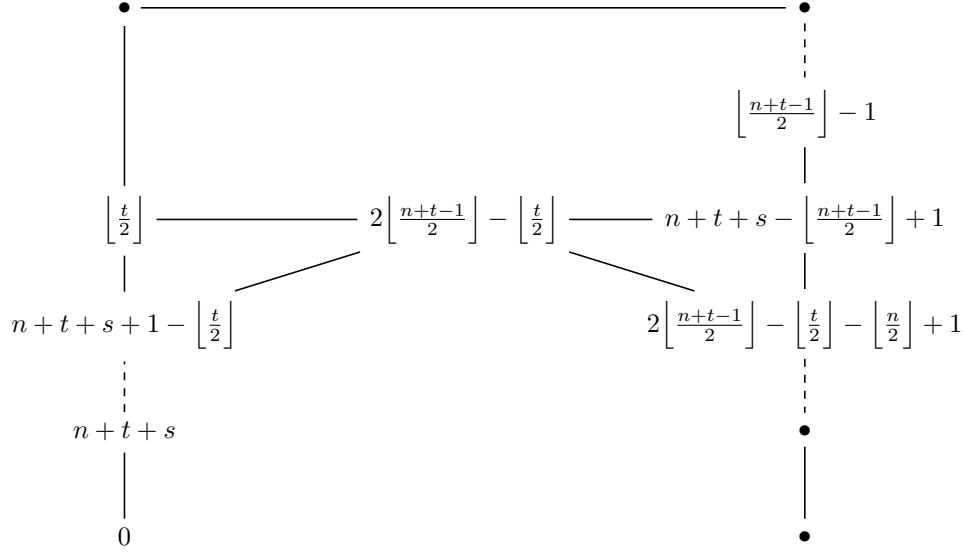 ⌊(n+t−1)/2⌋ − 1
⌊t/2⌋ 2⌊(n+t−1)/2⌋ − ⌊t/2⌋ n + t + s − ⌊(n+t−1)/2⌋ + 1
n + t + s + 1 − ⌊t/2⌋ 2⌊(n+t−1)/2⌋ − ⌊t/2⌋ − ⌊n/2⌋ + 1
n + t + s
0